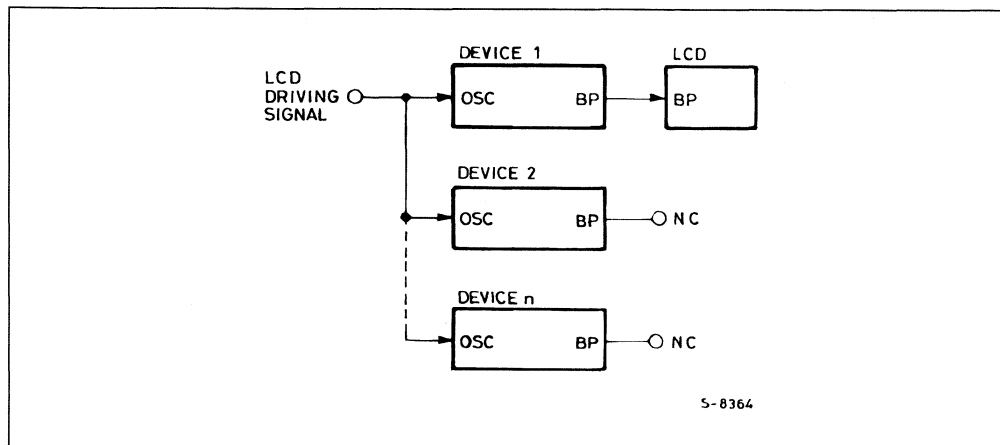 DEVICE 1
LCD
LCD
DRIVING
SIGNAL
OSC
BP
BP
DEVICE 2
OSC
BP
NC
DEVICE n
OSC
BP
NC
S-8364